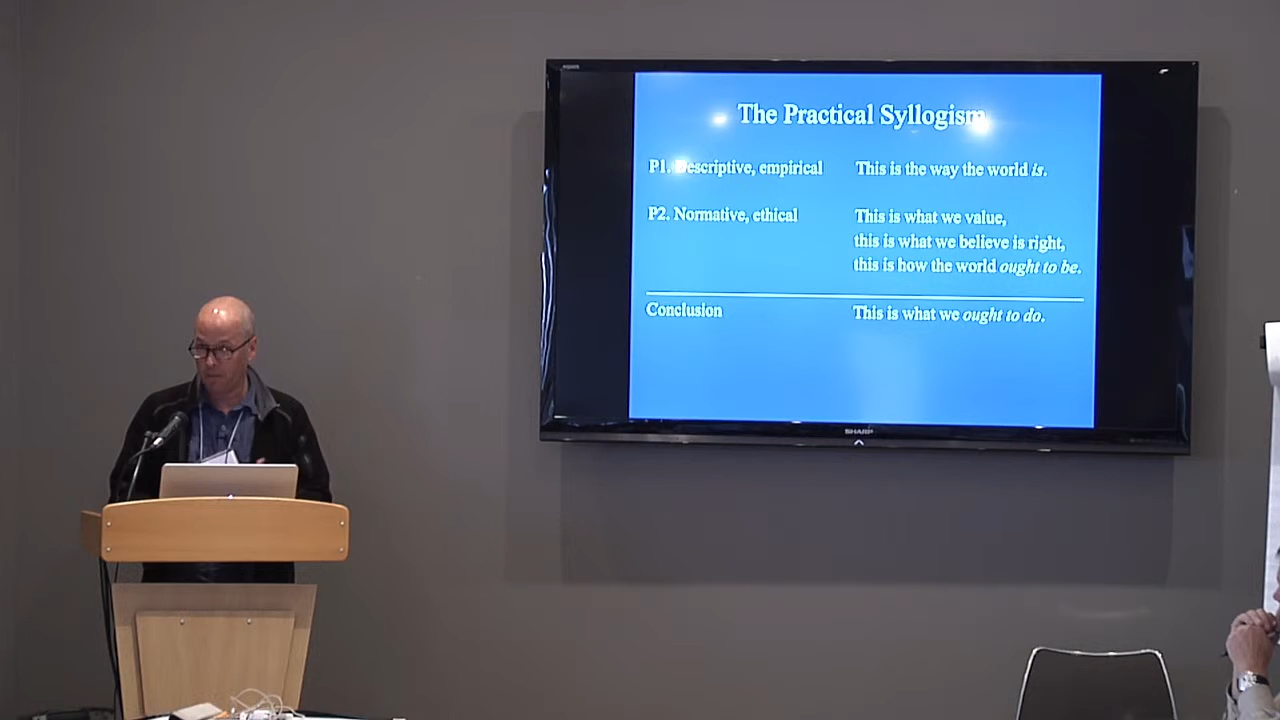 The Practical Syllogism
P1. Descriptive, empirical This is the way the world is.
P2. Normative, ethical This is what we value,
this is what we believe is right,
this is how the world ought to be.
Conclusion This is what we ought to do.
SHARP